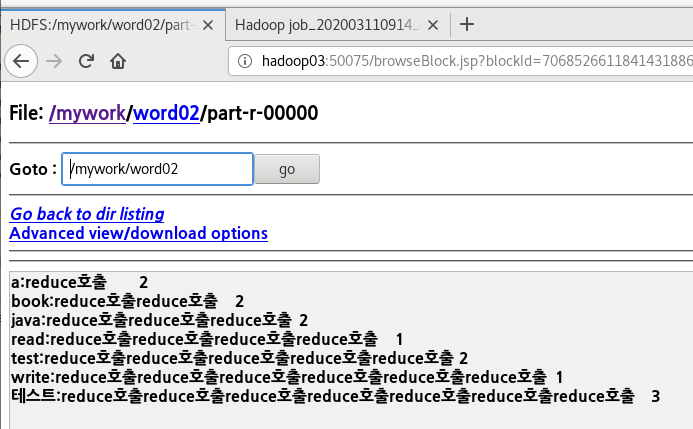 HDFS:/mywork/word02/part-
Hadoop job_202003110914_
hadoop03:50075/browseBlock.jsp?blockId=7068526611841431886
File: /mywork/word02/part-r-00000
Goto : /mywork/word02 go
Go back to dir listing
Advanced view/download options
a:reduce호출 2
book:reduce호출reduce호출 2
java:reduce호출reduce호출reduce호출 2
read:reduce호출reduce호출reduce호출reduce호출 1
test:reduce호출reduce호출reduce호출reduce호출reduce호출 2
write:reduce호출reduce호출reduce호출reduce호출reduce호출reduce호출 1
테스트:reduce호출reduce호출reduce호출reduce호출reduce호출reduce호출reduce호출 3